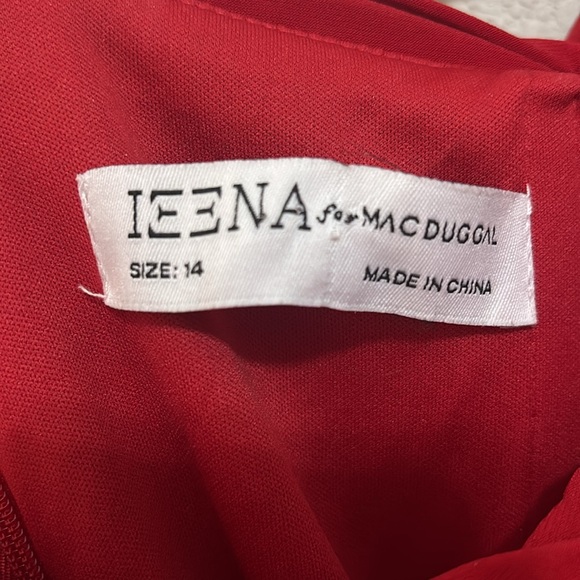 IEENA for MAC DUGGAL
SIZE: 14
MADE IN CHINA